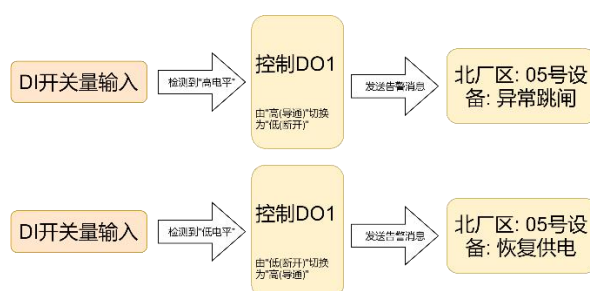 DI开关量输入
检测到"高电平"
控制DO1
由"高(导通)"切换
为"低(断开)"
发送告警消息
北厂区: 05号设
备: 异常跳闸
DI开关量输入
检测到"低电平"
控制DO1
由"低(断开)"切换
为"高(导通)"
发送告警消息
北厂区: 05号设
备: 恢复供电